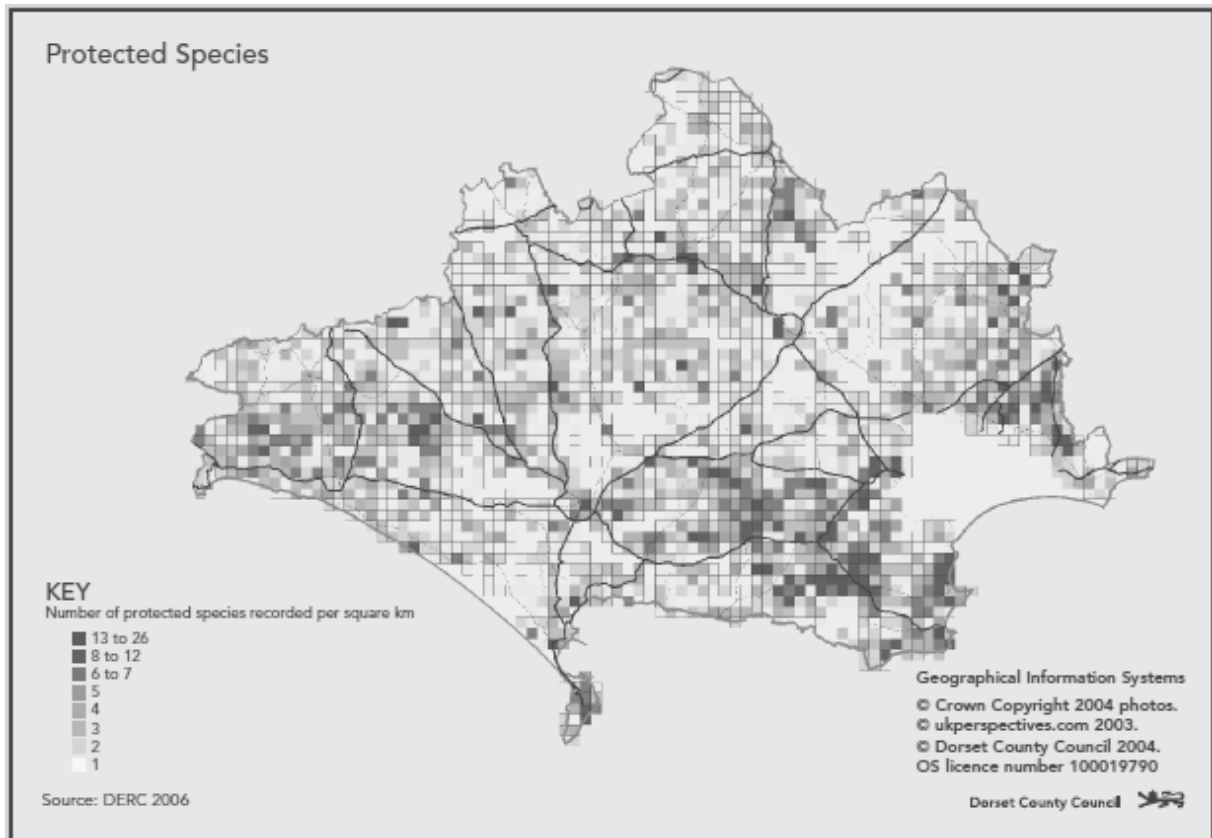 Protected Species
KEY
Number of protected species recorded per square km
13 to 26
8 to 12
6 to 7
5
4
3
2
1
Source: DERC 2006
Geographical Information Systems
© Crown Copyright 2004 photos.
© ukperspectives.com 2003.
© Dorset County Council 2004.
OS licence number 100019790
Dorset County Council